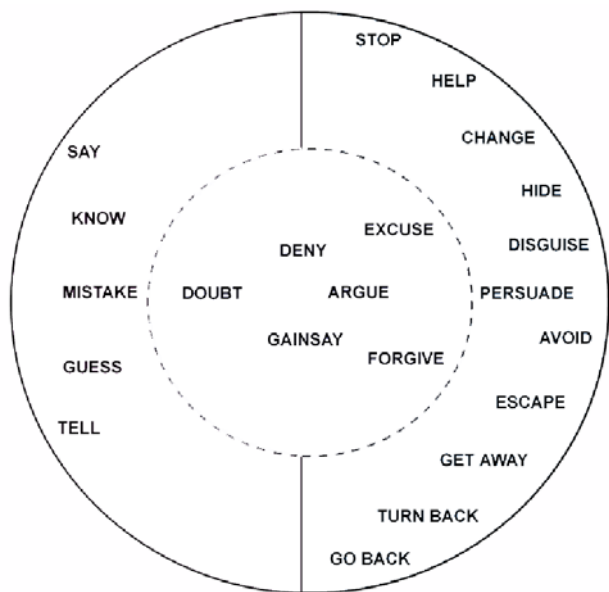 STOP
HELP
CHANGE
SAY
HIDE
KNOW
EXCUSE
DISGUISE
DENY
MISTAKE
DOUBT
ARGUE
PERSUADE
AVOID
GAINSAY
FORGIVE
GUESS
ESCAPE
TELL
GET AWAY
TURN BACK
GO BACK